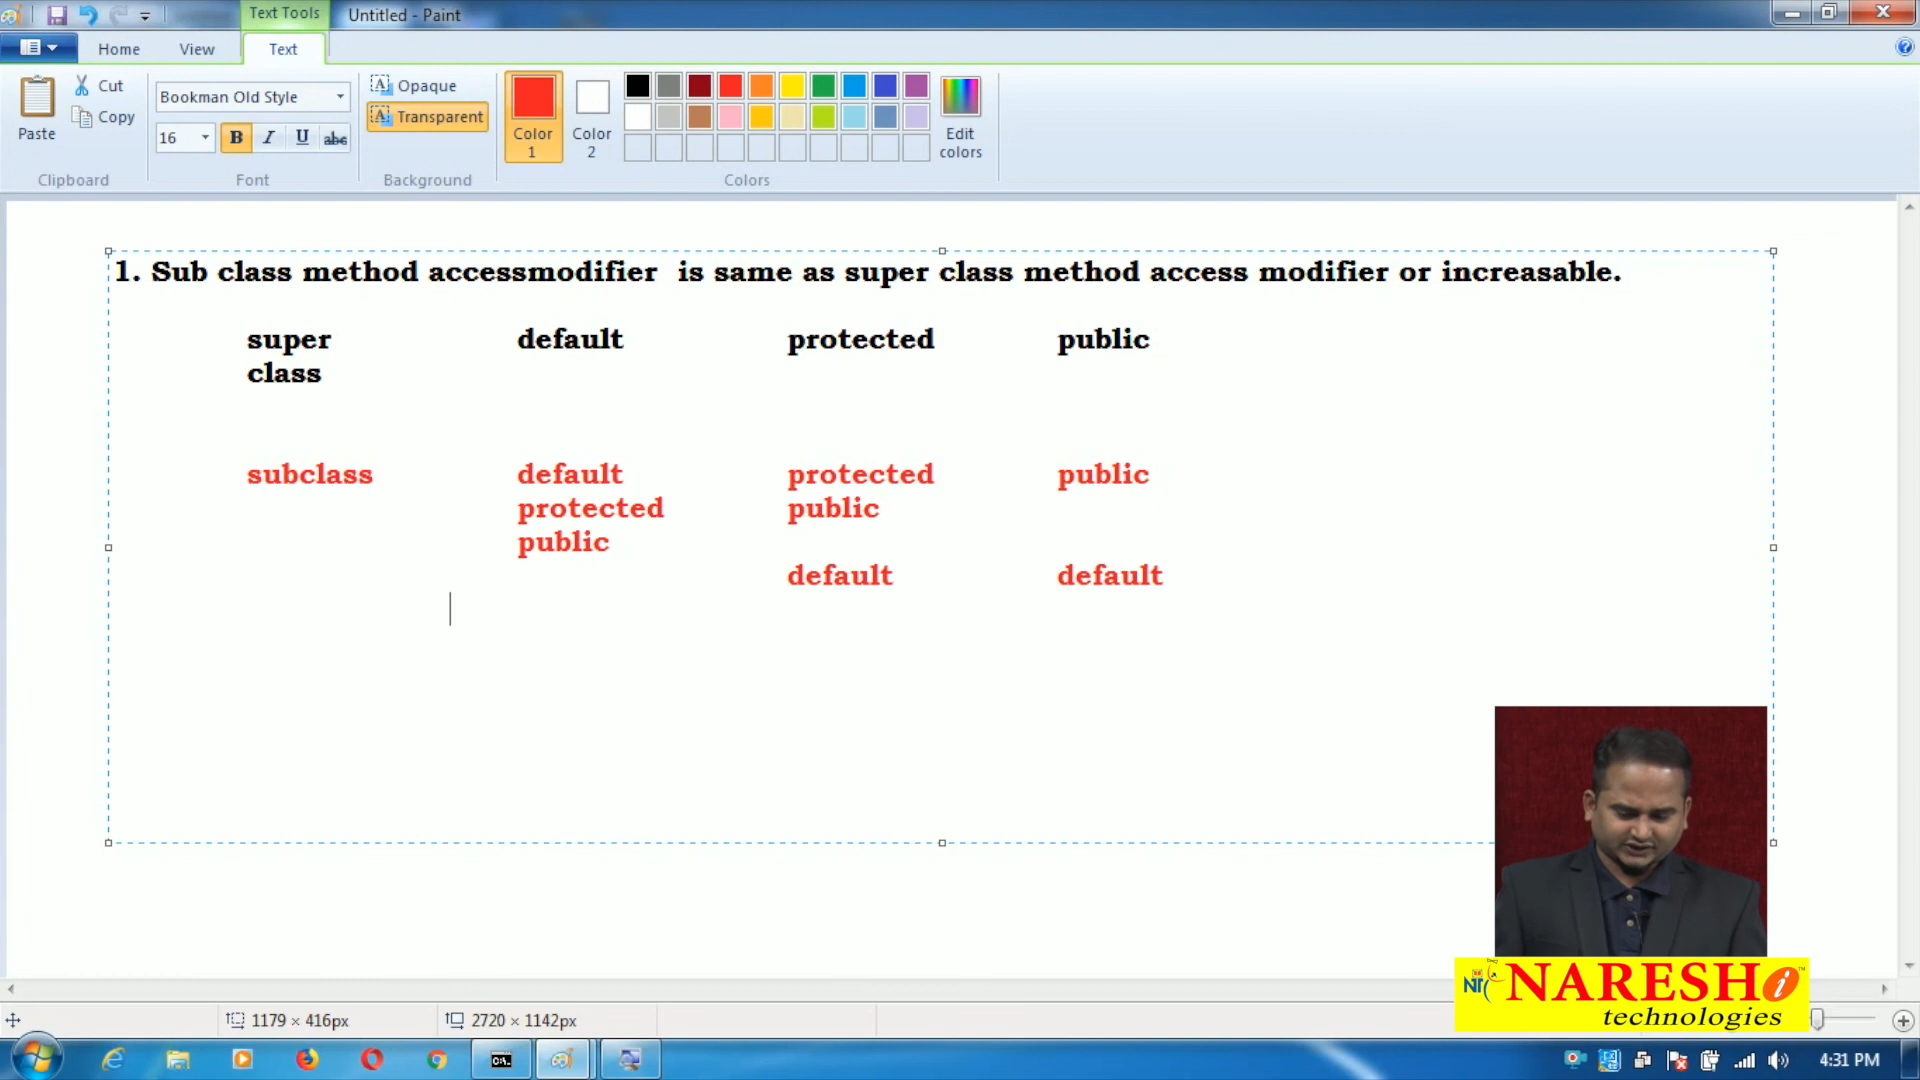 Text Tools
Untitled - Paint
Home
View
Text
Paste
Cut
Copy
Clipboard
Bookman Old Style
16
B I U abc
Font
A Opaque
A Transparent
Background
Color
1
Color
2
Edit
colors
Colors
1. Sub class method accessmodifier is same as super class method access modifier or increasable.
super default protected public
class
subclass default protected public
protected public
public
default default
NARESH i
technologies
1179 × 416px
2720 × 1142px
C:\.
4:31 PM